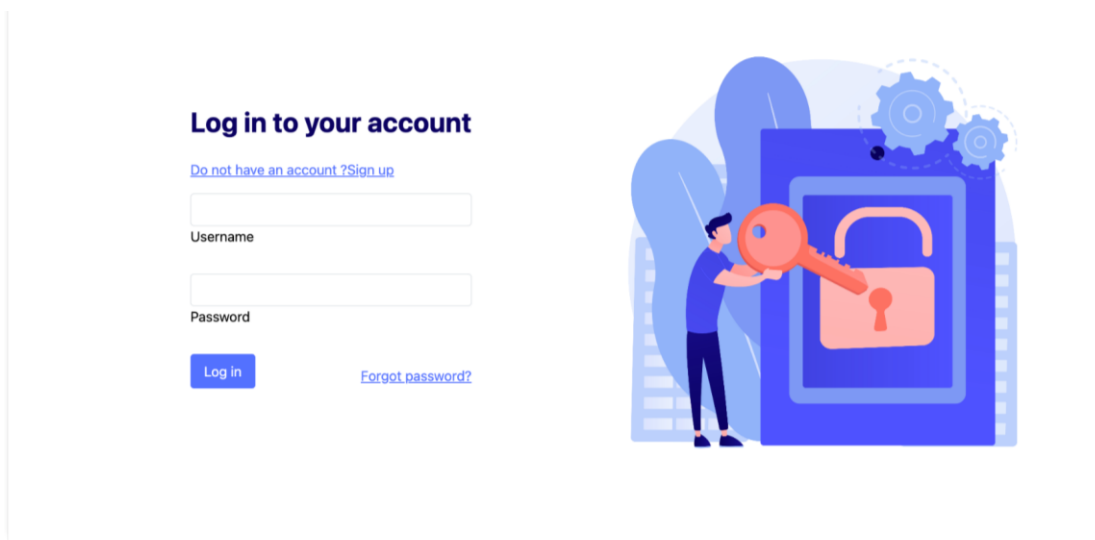 Log in to your account
Do not have an account ?Sign up
Username
Password
Log in
Forgot password?